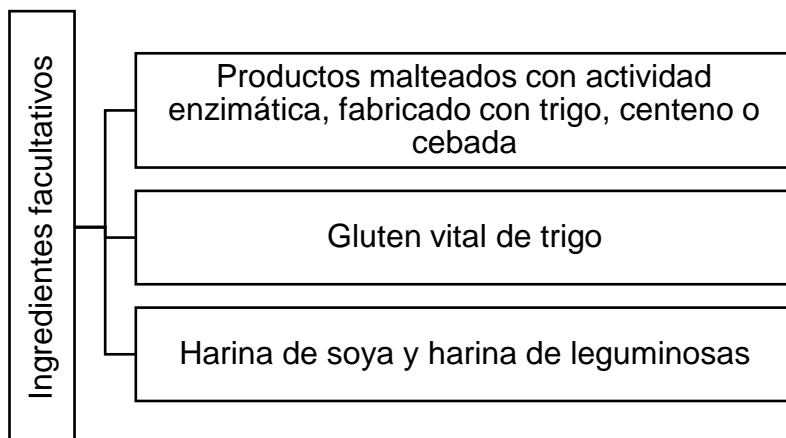 Ingredientes facultativos
Productos malteados con actividad
enzimática, fabricado con trigo, centeno o
cebada
Gluten vital de trigo
Harina de soya y harina de leguminosas